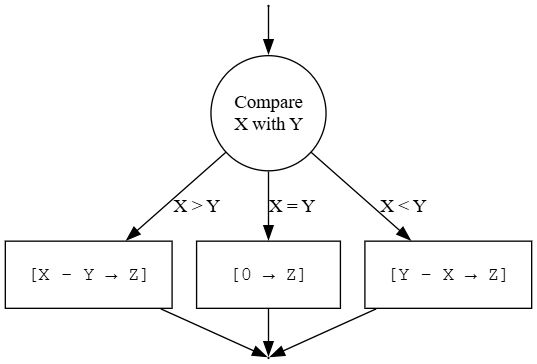 Compare
X with Y
X > Y
X = Y
X < Y
[X − Y → Z]
[0 → Z]
[Y − X → Z]